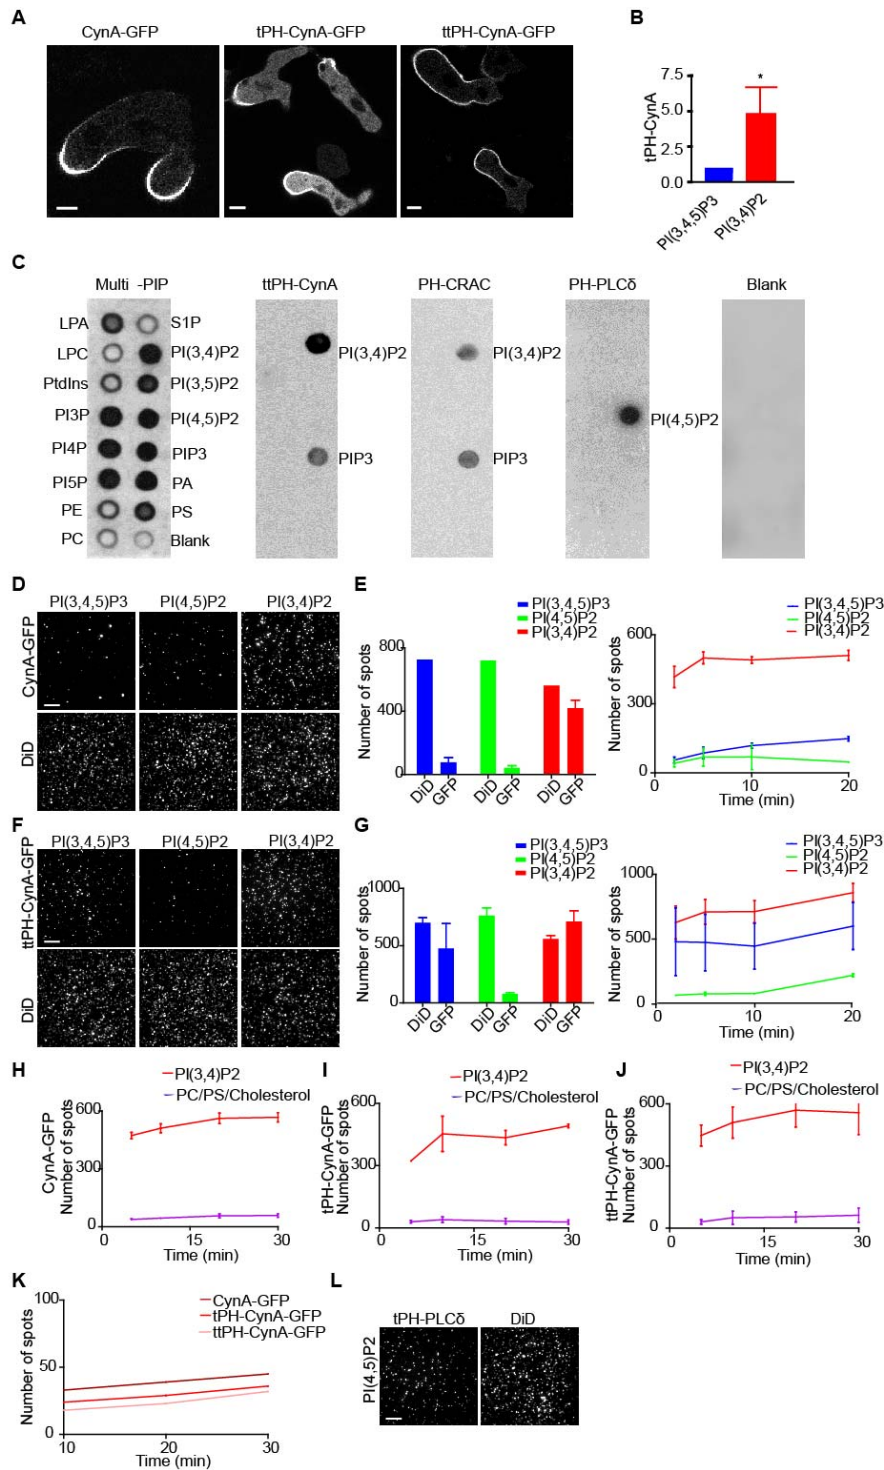 A
CynA-GFP
tPH-CynA-GFP
ttPH-CynA-GFP
B
tPH-CynA
7.5
5.0
2.5
0.0
*
PI(3,4,5)P3
PI(3,4)P2
C
Multi -PIP
LPA S1P
LPC PI(3,4)P2
PtdIns PI(3,5)P2
PI3P PI(4,5)P2
PI4P PIP3
PI5P PA
PE PS
PC Blank
ttPH-CynA
PI(3,4)P2
PIP3
PH-CRAC
PI(3,4)P2
PIP3
PH-PLCδ
PI(4,5)P2
Blank
D
PI(3,4,5)P3 PI(4,5)P2 PI(3,4)P2
CynA-GFP
DiD
E
PI(3,4,5)P3
PI(4,5)P2
PI(3,4)P2
Number of spots
800
400
0
DiD GFP DiD GFP DiD GFP
PI(3,4,5)P3
PI(4,5)P2
PI(3,4)P2
Number of spots
600
300
0
0 10 20
Time (min)
F
PI(3,4,5)P3 PI(4,5)P2 PI(3,4)P2
ttPH-CynA-GFP
DiD
G
PI(3,4,5)P3
PI(4,5)P2
PI(3,4)P2
Number of spots
1000
500
0
DiD GFP DiD GFP DiD GFP
PI(3,4,5)P3
PI(4,5)P2
PI(3,4)P2
Number of spots
1000
500
0
0 10 20
Time (min)
H
PI(3,4)P2
PC/PS/Cholesterol
CynA-GFP
Number of spots
600
300
0
0 15 30
Time (min)
I
PI(3,4)P2
PC/PS/Cholesterol
tPH-CynA-GFP
Number of spots
600
300
0
0 15 30
Time (min)
J
PI(3,4)P2
PC/PS/Cholesterol
ttPH-CynA-GFP
Number of spots
600
300
0
0 15 30
Time (min)
K
CynA-GFP
tPH-CynA-GFP
ttPH-CynA-GFP
Number of spots
100
50
0
10 20 30
Time (min)
L
tPH-PLCδ DiD
PI(4,5)P2